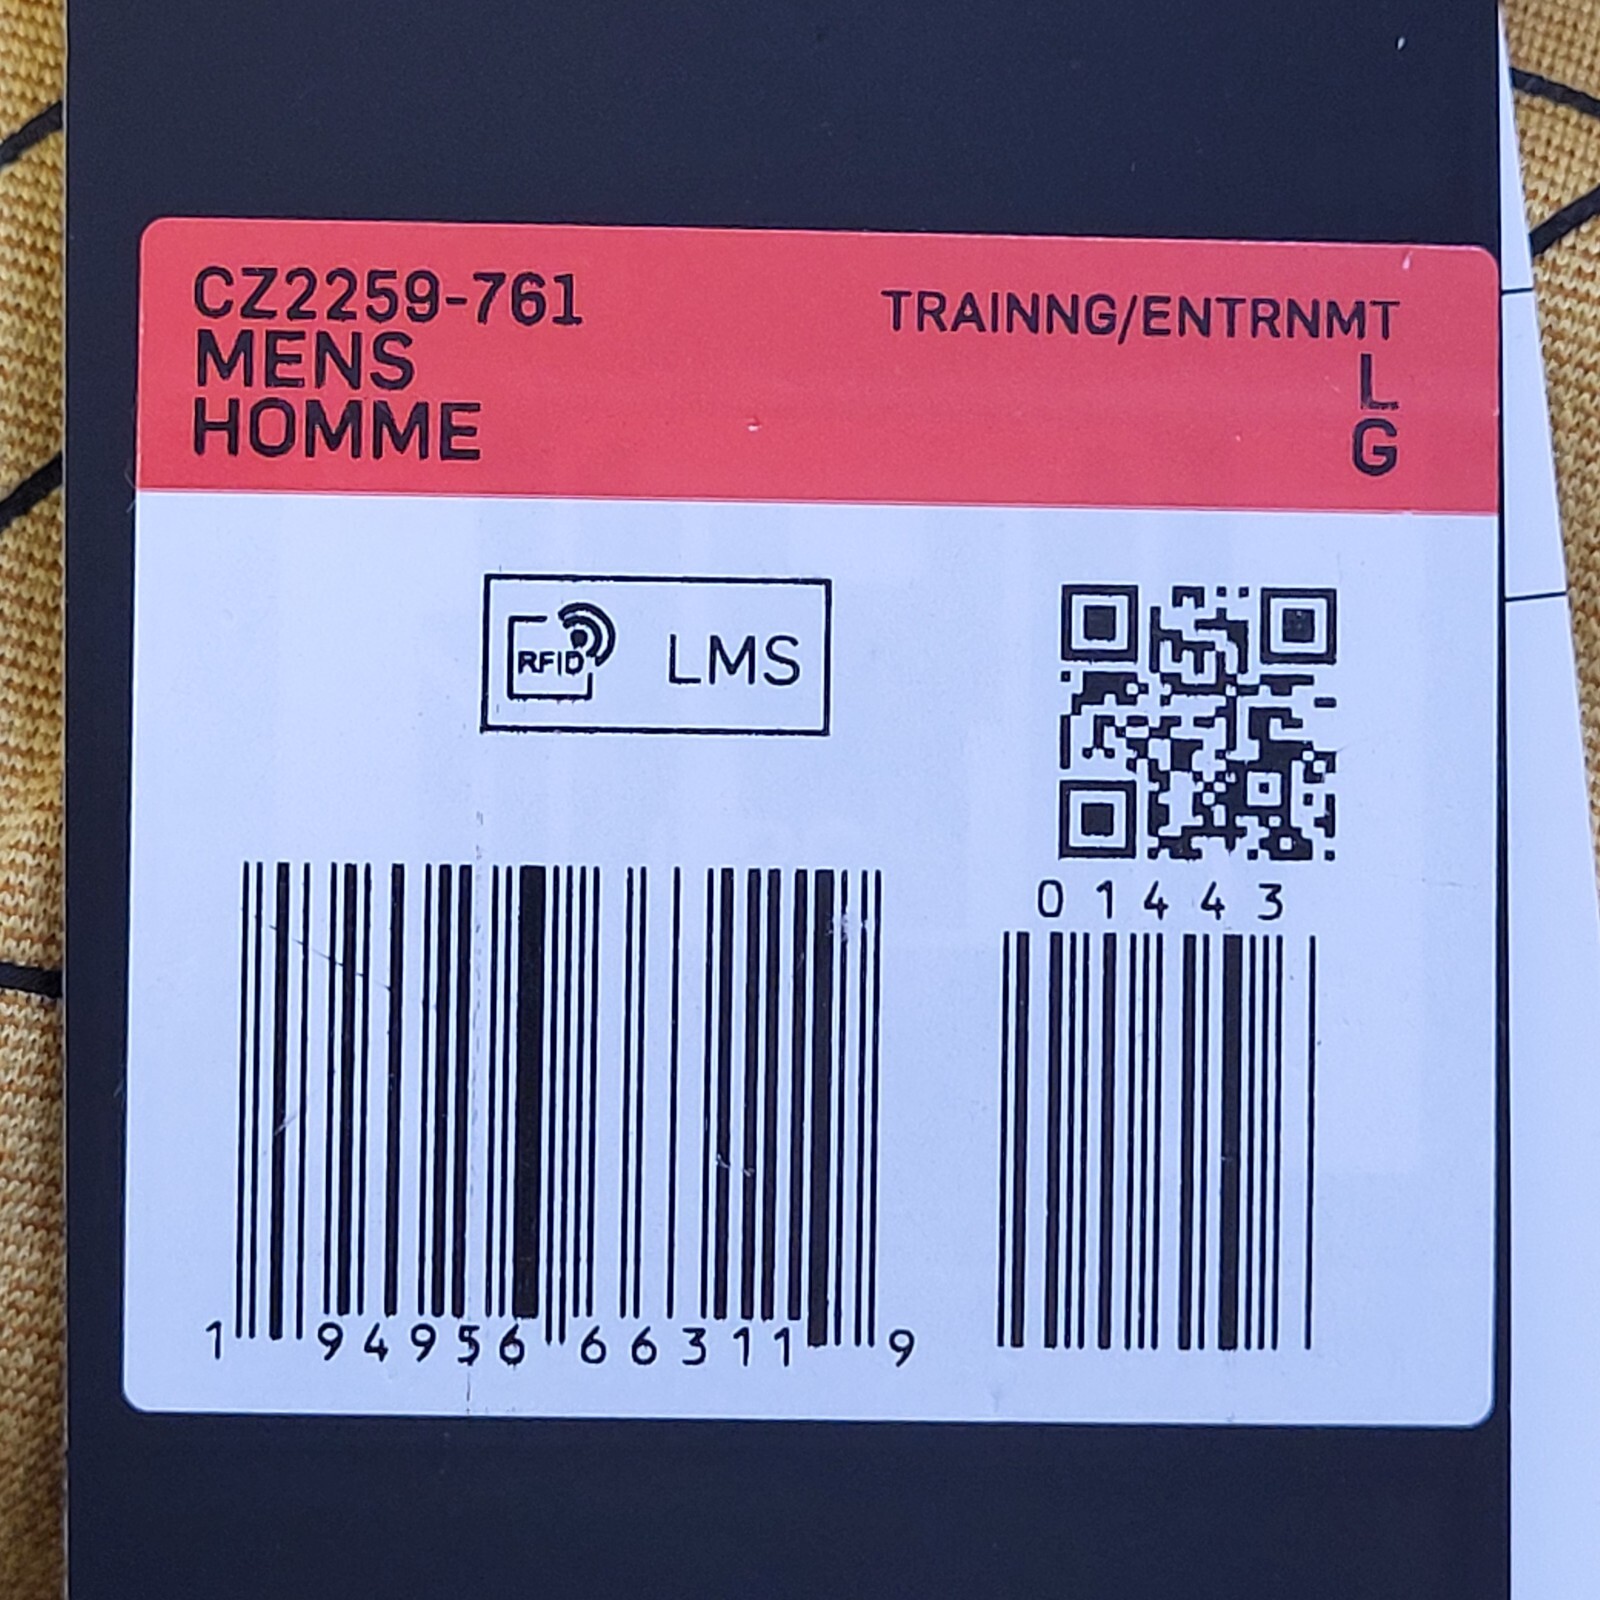 CZ2259-761
MENS
HOMME
TRAINNG/ENTRNMT
L
G
RFID LMS
01443
1 94956 66311 9